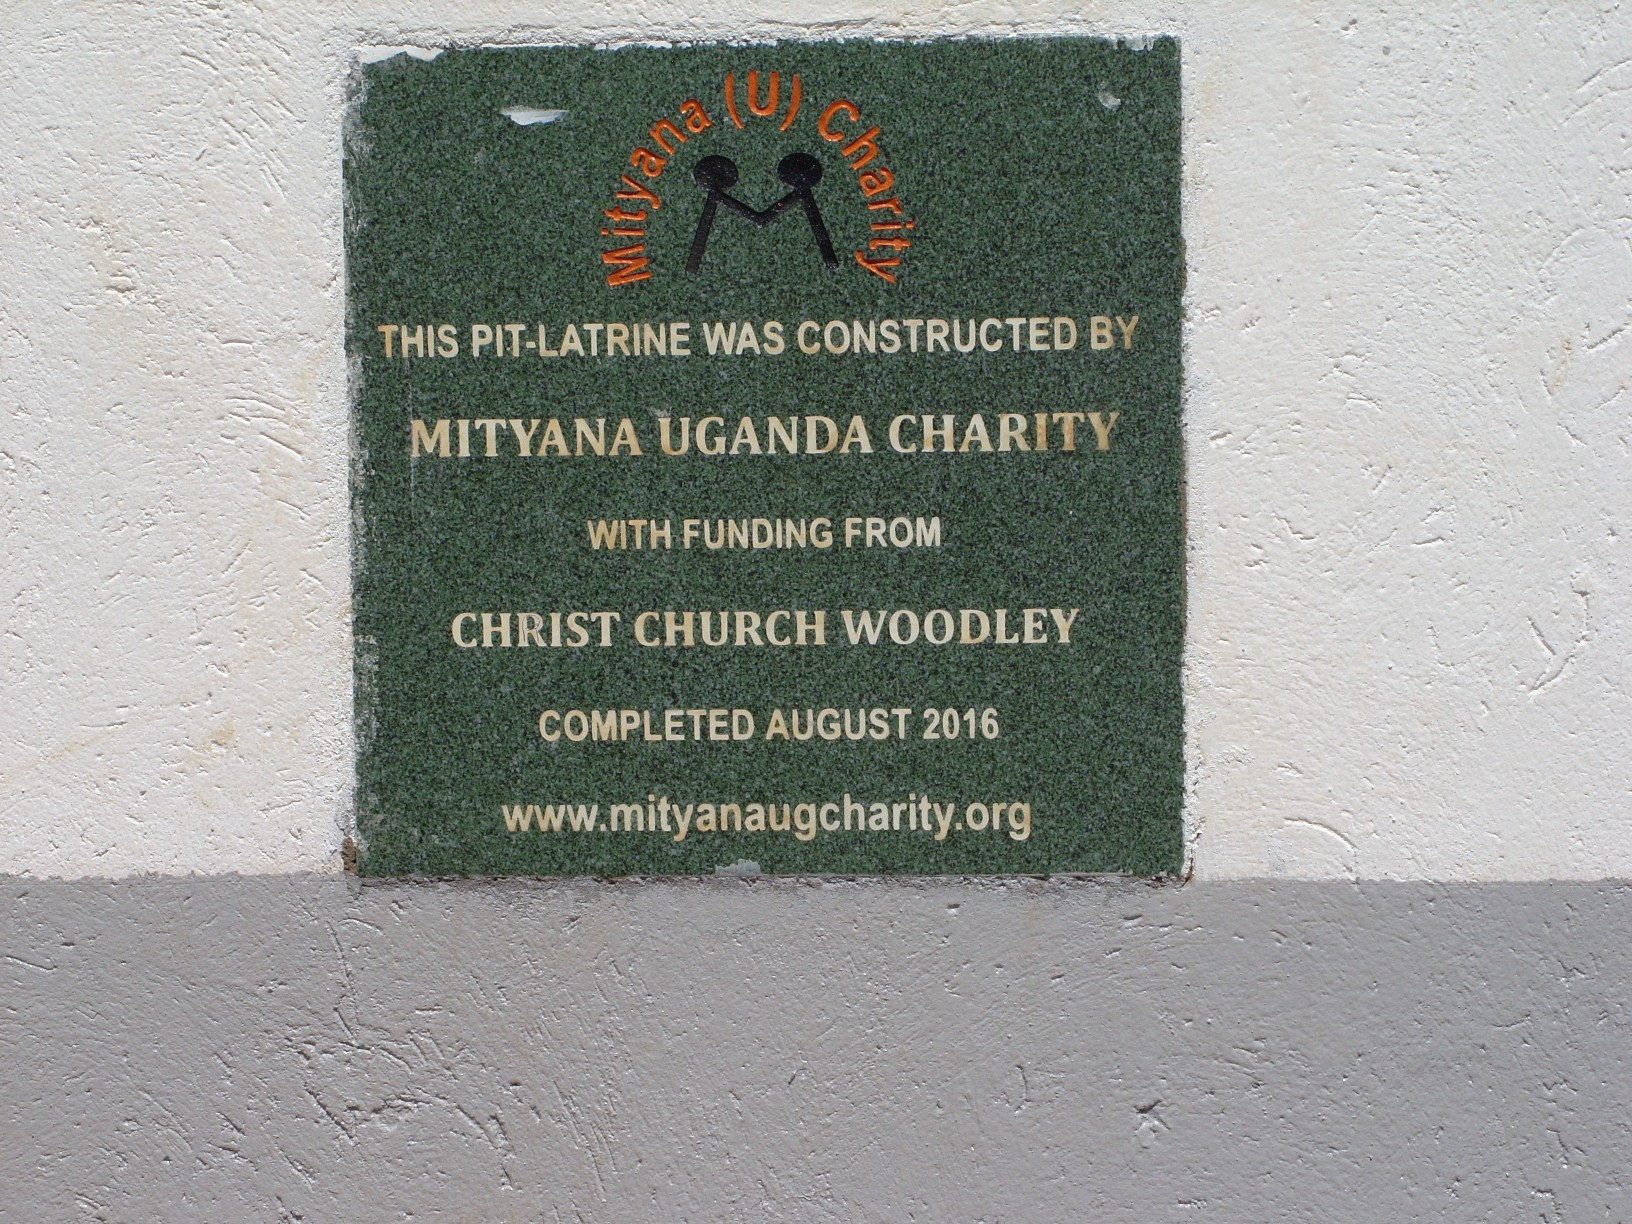 Mityana (U) Charity
THIS PIT-LATRINE WAS CONSTRUCTED BY
MITYANA UGANDA CHARITY
WITH FUNDING FROM
CHRIST CHURCH WOODLEY
COMPLETED AUGUST 2016
www.mityanaugcharity.org